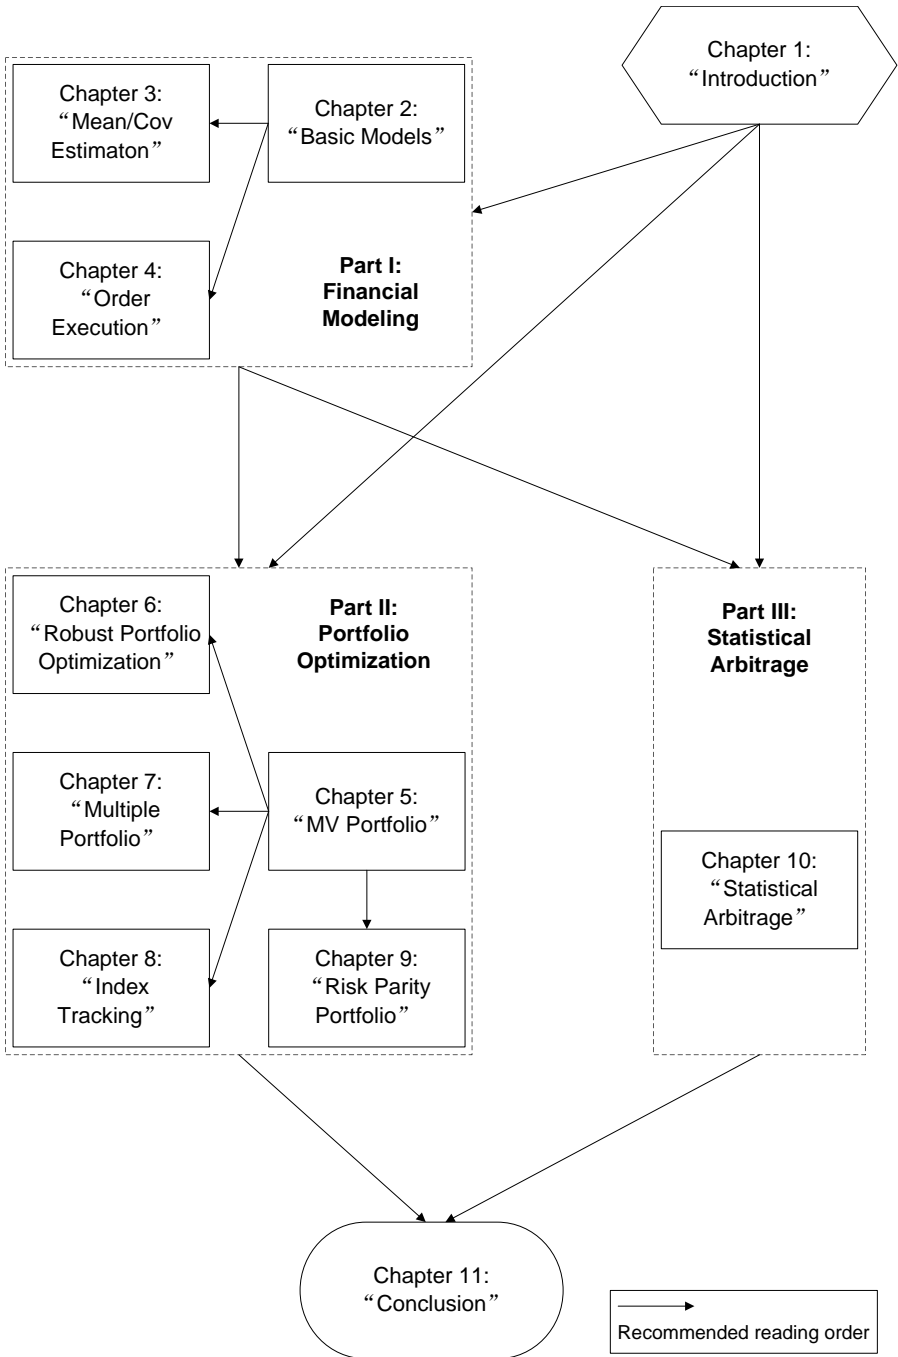 Chapter 1:
“Introduction”
Chapter 3:
“Mean/Cov
Estimaton”
Chapter 2:
“Basic Models”
Chapter 4:
“Order
Execution”
Part I:
Financial
Modeling
Chapter 6:
“Robust Portfolio
Optimization”
Part II:
Portfolio
Optimization
Part III:
Statistical
Arbitrage
Chapter 7:
“Multiple
Portfolio”
Chapter 5:
“MV Portfolio”
Chapter 10:
“Statistical
Arbitrage”
Chapter 8:
“Index
Tracking”
Chapter 9:
“Risk Parity
Portfolio”
Chapter 11:
“Conclusion”
Recommended reading order